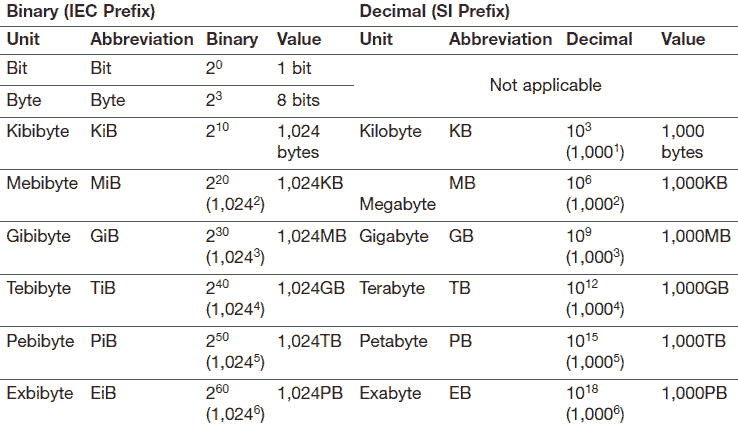 Binary (IEC Prefix) Decimal (SI Prefix)
Unit Abbreviation Binary Value Unit Abbreviation Decimal Value
Bit Bit 2⁰ 1 bit Not applicable
Byte Byte 2³ 8 bits
Kibibyte KiB 2¹⁰ 1,024 bytes Kilobyte KB 10³ (1,000¹) 1,000 bytes
Mebibyte MiB 2²⁰ (1,024²) 1,024KB Megabyte MB 10⁶ (1,000²) 1,000KB
Gibibyte GiB 2³⁰ (1,024³) 1,024MB Gigabyte GB 10⁹ (1,000³) 1,000MB
Tebibyte TiB 2⁴⁰ (1,024⁴) 1,024GB Terabyte TB 10¹² (1,000⁴) 1,000GB
Pebibyte PiB 2⁵⁰ (1,024⁵) 1,024TB Petabyte PB 10¹⁵ (1,000⁵) 1,000TB
Exbibyte EiB 2⁶⁰ (1,024⁶) 1,024PB Exabyte EB 10¹⁸ (1,000⁶) 1,000PB